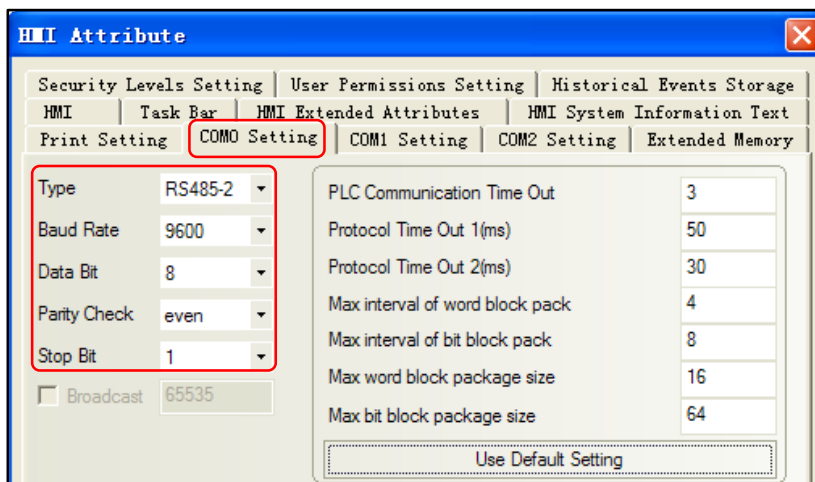 HMI Attribute
Security Levels Setting User Permissions Setting Historical Events Storage
HMI Task Bar HMI Extended Attributes HMI System Information Text
Print Setting COM0 Setting COM1 Setting COM2 Setting Extended Memory
Type RS485-2
Baud Rate 9600
Data Bit 8
Parity Check even
Stop Bit 1
Broadcast 65535
PLC Communication Time Out 3
Protocol Time Out 1(ms) 50
Protocol Time Out 2(ms) 30
Max interval of word block pack 4
Max interval of bit block pack 8
Max word block package size 16
Max bit block package size 64
Use Default Setting